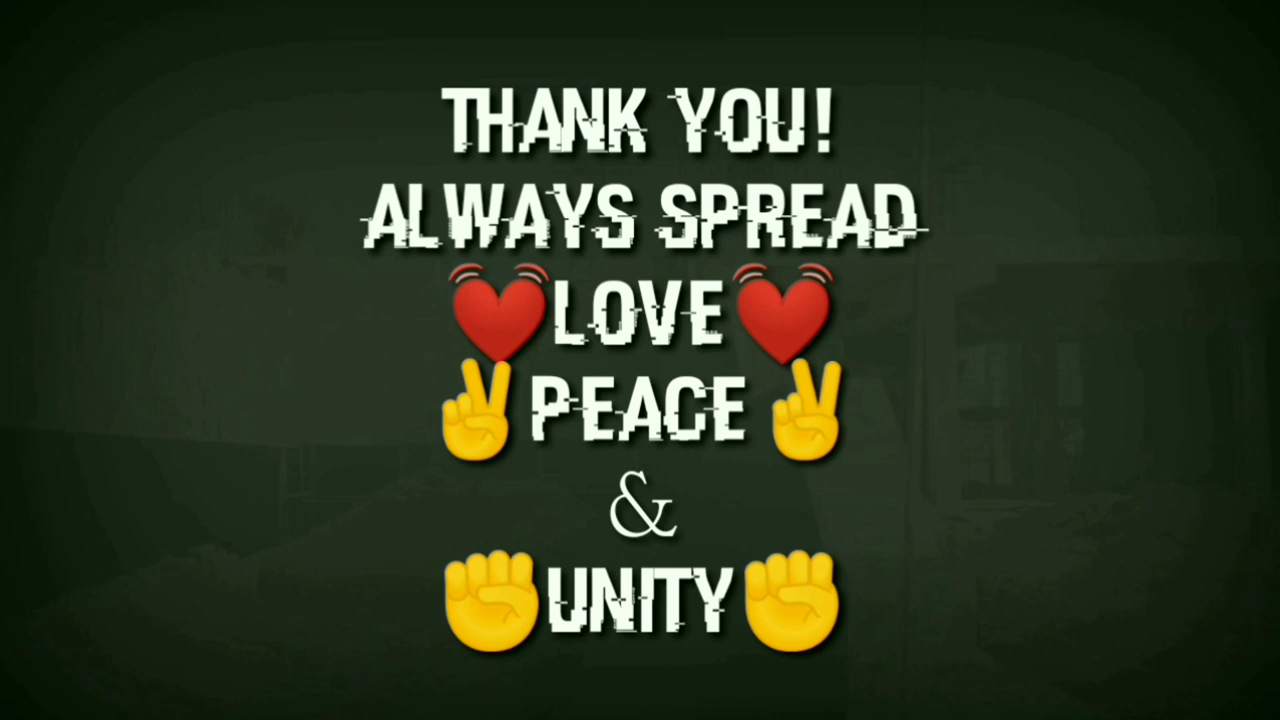 THANK YOU!
ALWAYS SPREAD
💓LOVE💓
✌PEACE✌
&
✊UNITY✊